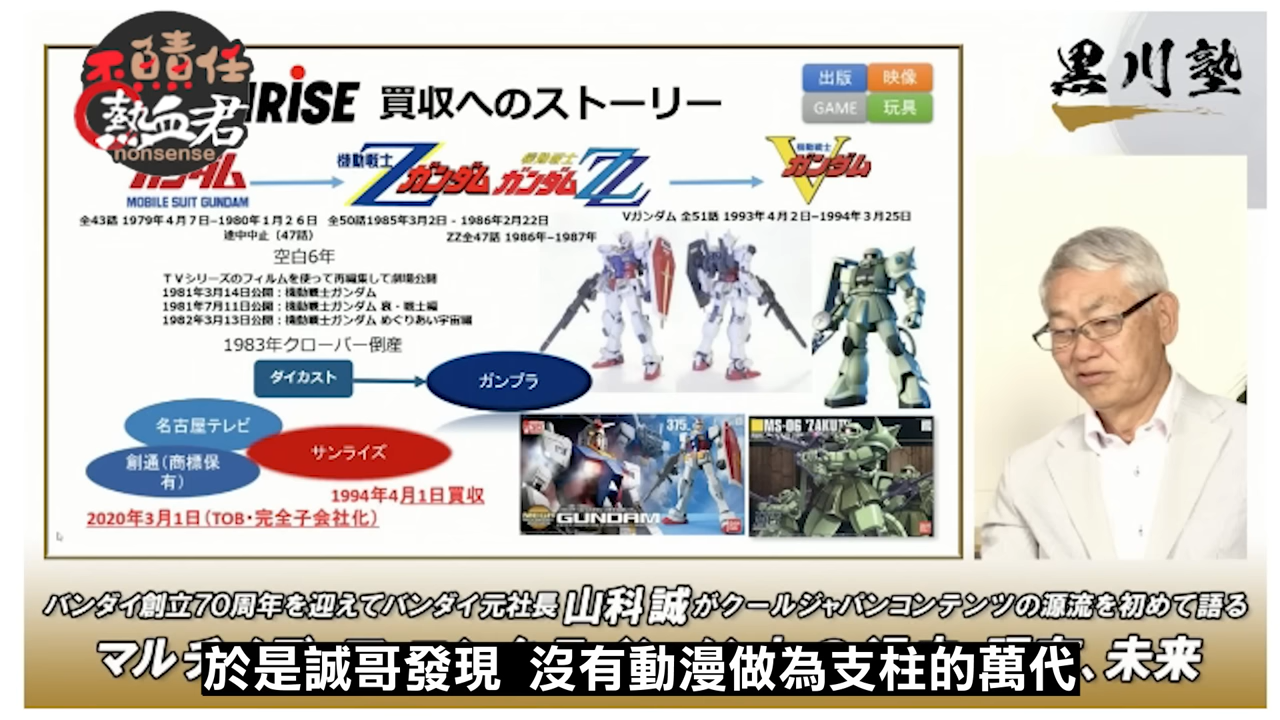 不負責任
熱血君
nonsense
黒川塾
RiSE 買収へのストーリー
出版 映像
GAME 玩具
ガンダム
MOBILE SUIT GUNDAM
機動戦士Zガンダム
機動戦士ガンダムZZ
機動戦士Vガンダム
全43話 1979年4月7日–1980年1月26日
途中中止(47話)
全50話1985年3月2日 - 1986年2月22日
ZZ全47話 1986年–1987年
Vガンダム 全51話 1993年4月2日–1994年3月25日
空白6年
TVシリーズのフィルムを使って再編集して劇場公開
1981年3月14日公開:機動戦士ガンダム
1981年7月11日公開:機動戦士ガンダム 哀・戦士編
1982年3月13日公開:機動戦士ガンダム めぐりあい宇宙編
1983年クローバー倒産
ダイカスト
ガンプラ
名古屋テレビ
創通(商標保
有)
サンライズ
1994年4月1日買収
2020年3月1日(TOB・完全子会社化)
375
GUNDAM
MS-06 "ZAKU
バンダイ創立70周年を迎えてバンダイ元社長 山科誠がクールジャパンコンテンツの源流を初めて語る
、未来
於是誠哥發現 沒有動漫做為支柱的萬代